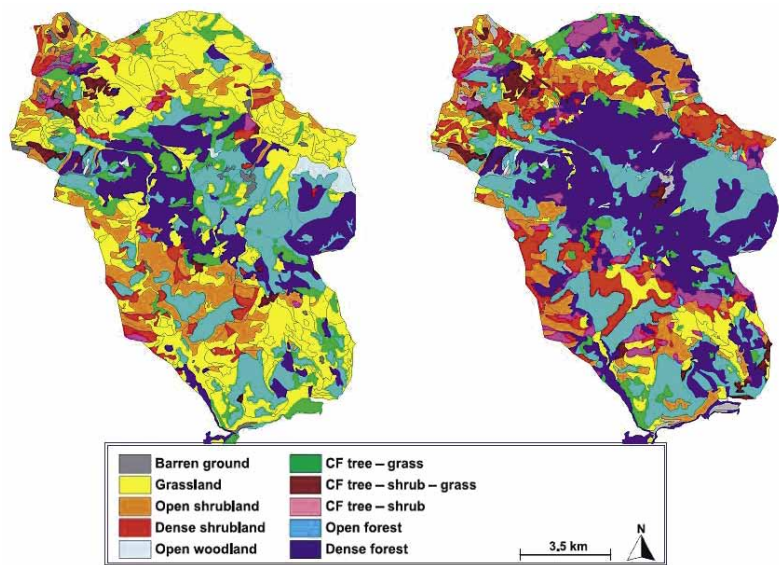 Barren ground
Grassland
Open shrubland
Dense shrubland
Open woodland
CF tree – grass
CF tree – shrub – grass
CF tree – shrub
Open forest
Dense forest
3.5 km
N